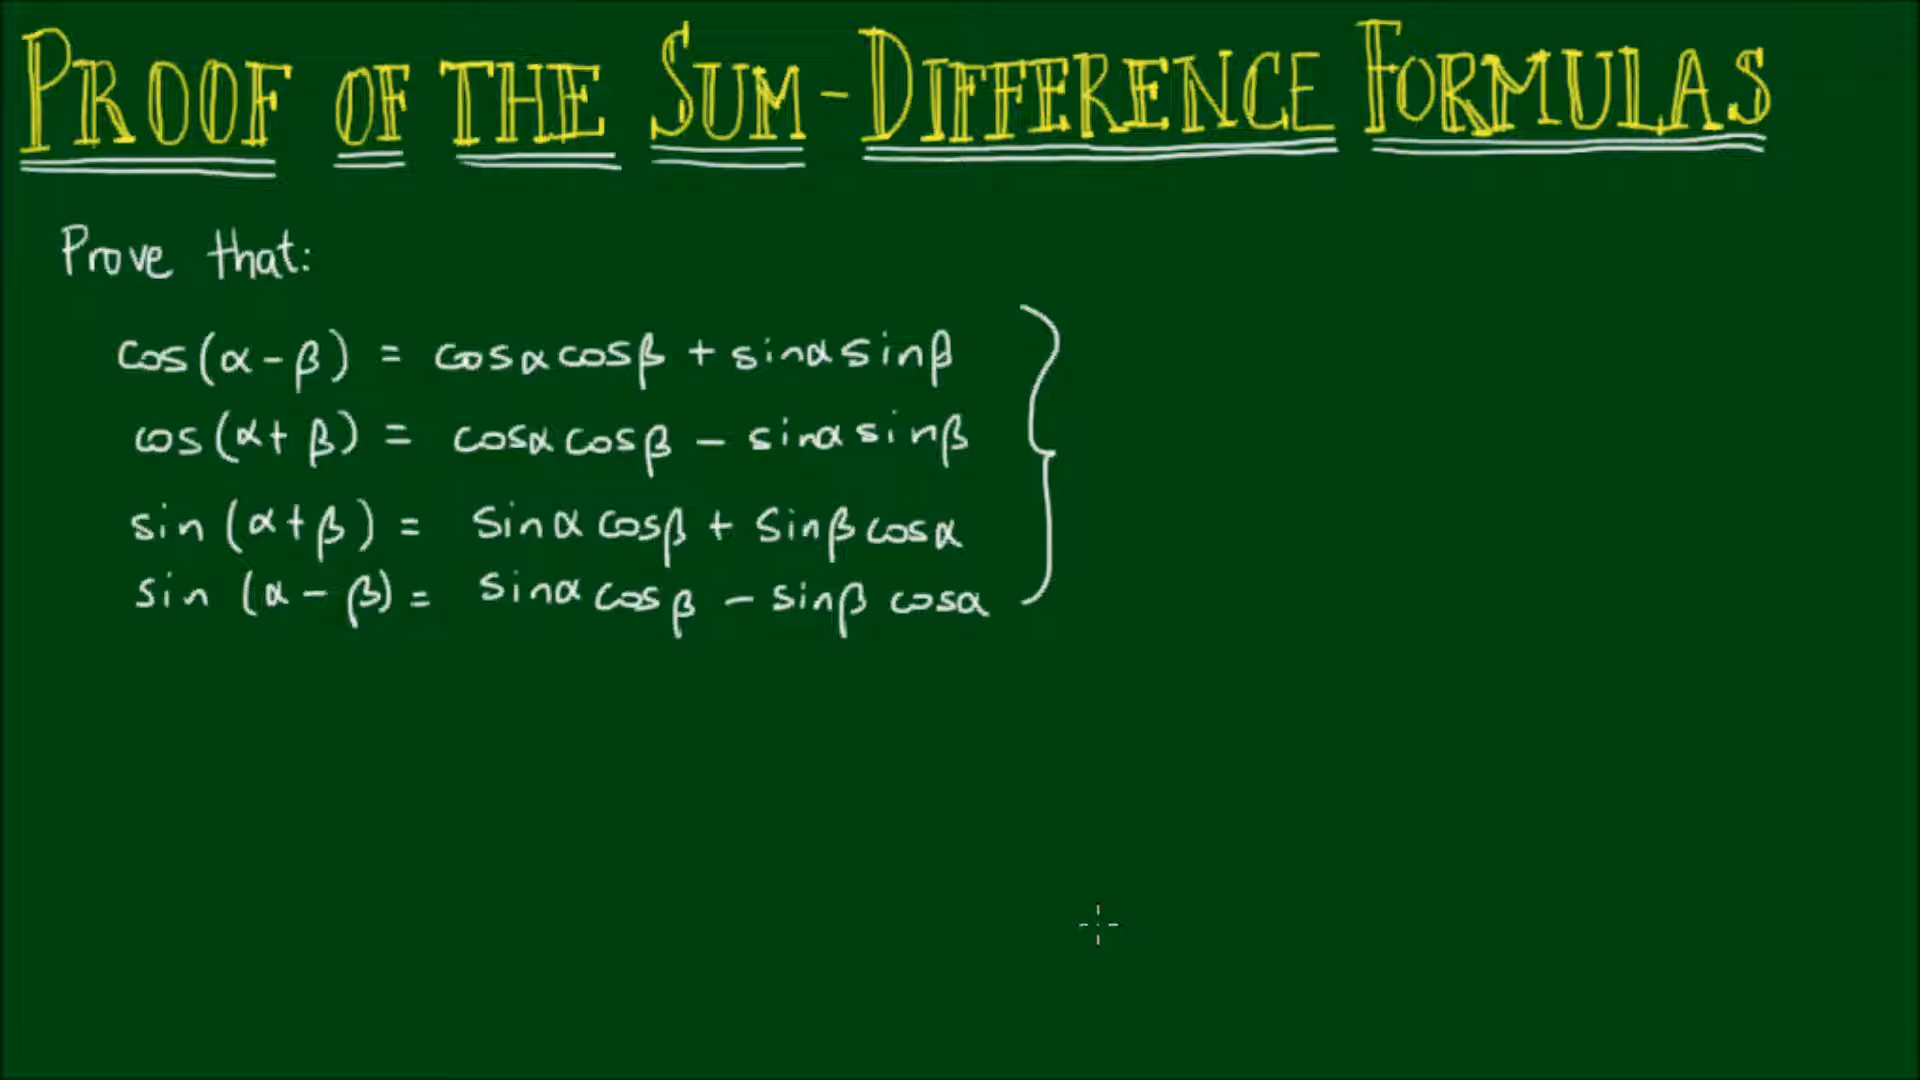 PROOF OF THE SUM-DIFFERENCE FORMULAS
Prove that:
cos(α-β) = cosα cosβ + sinα sinβ
cos(α+β) = cosα cosβ - sinα sinβ
sin(α+β) = sinα cosβ + sinβ cosα
sin(α-β) = sinα cosβ - sinβ cosα